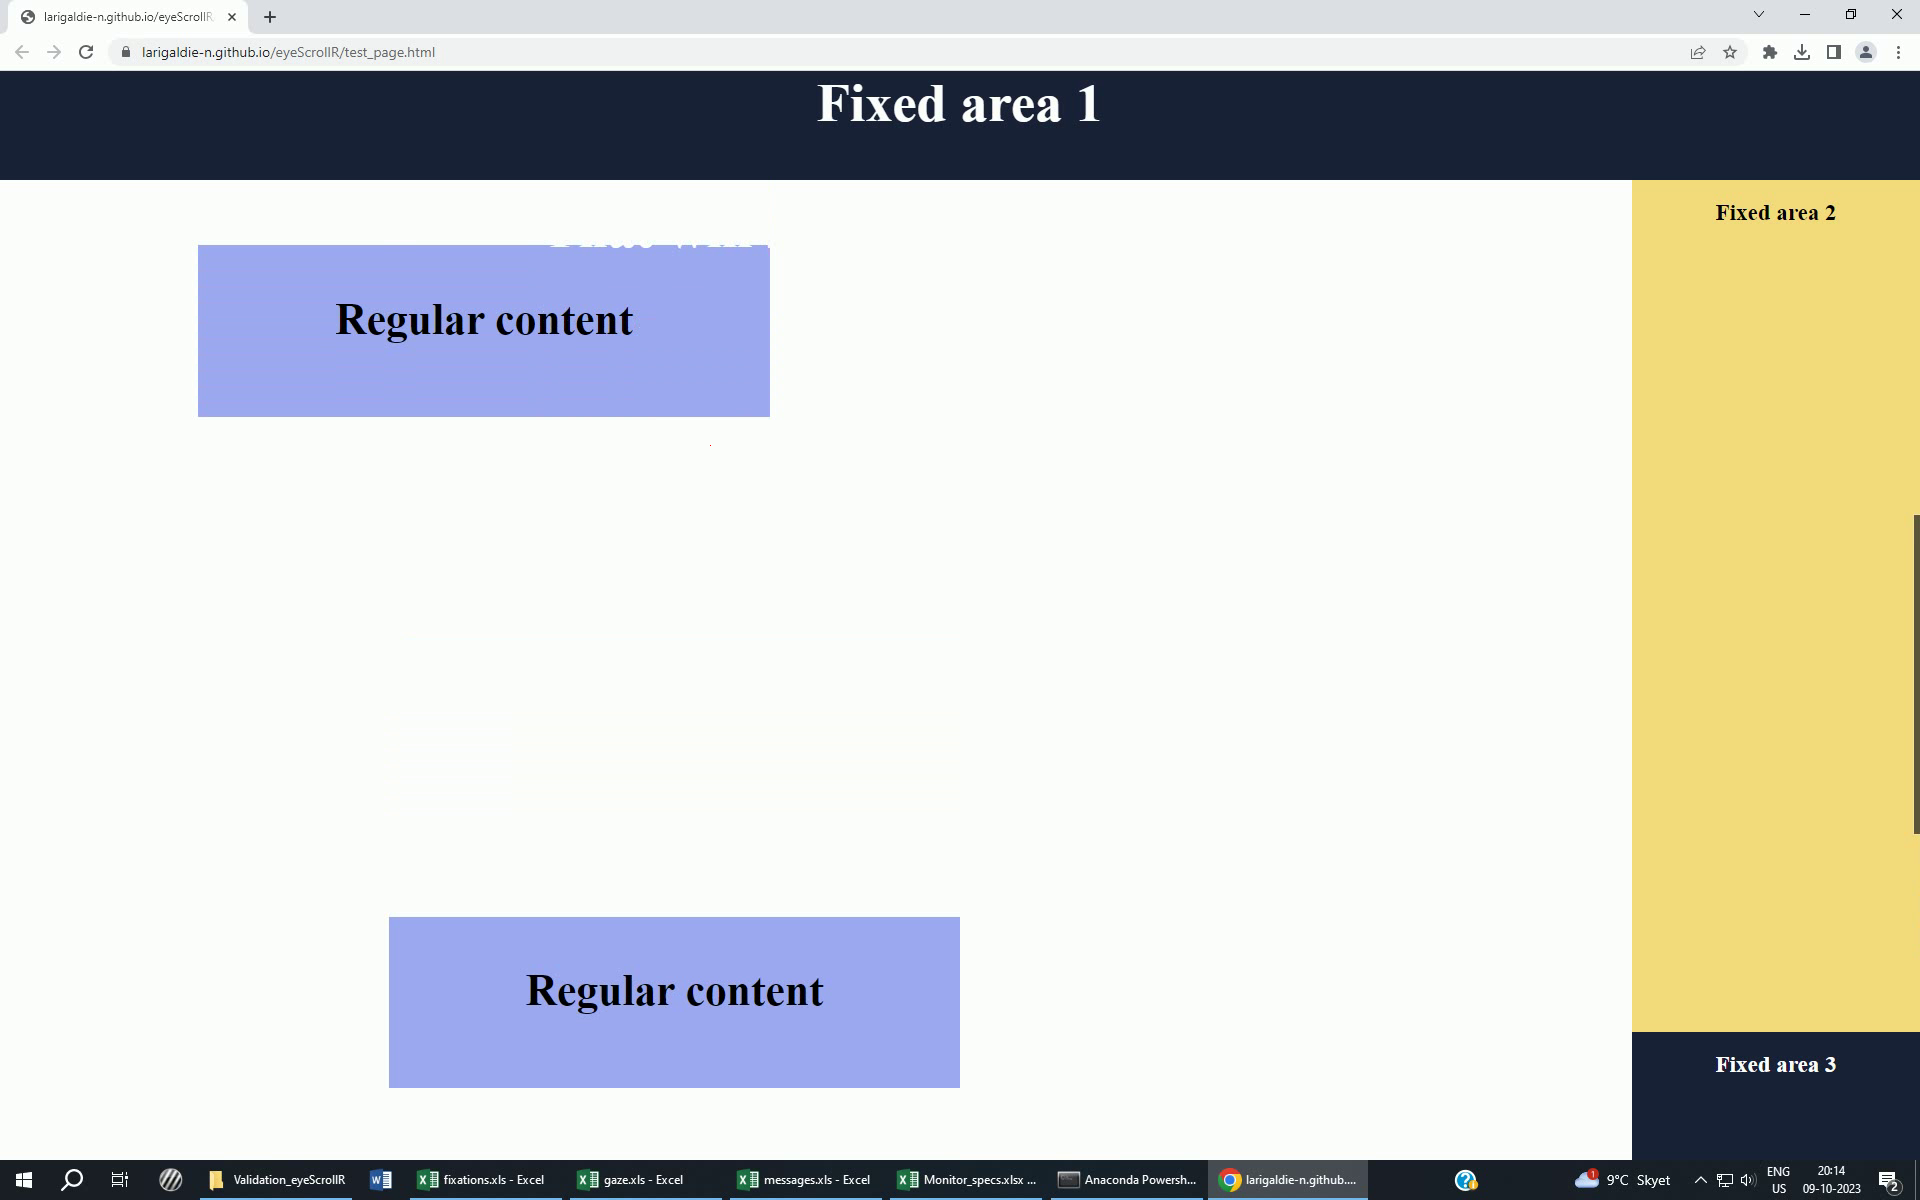 larigaldie-n.github.io/eyeScrollR
larigaldie-n.github.io/eyeScrollR/test_page.html
Fixed area 1
Fixed area 2
Regular content
Regular content
Fixed area 3
Validation_eyeScrollR
fixations.xls - Excel
gaze.xls - Excel
messages.xls - Excel
Monitor_specs.xlsx ...
Anaconda Powersh...
larigaldie-n.github....
1
9°C Skyet
ENG
US
20:14
09-10-2023
2